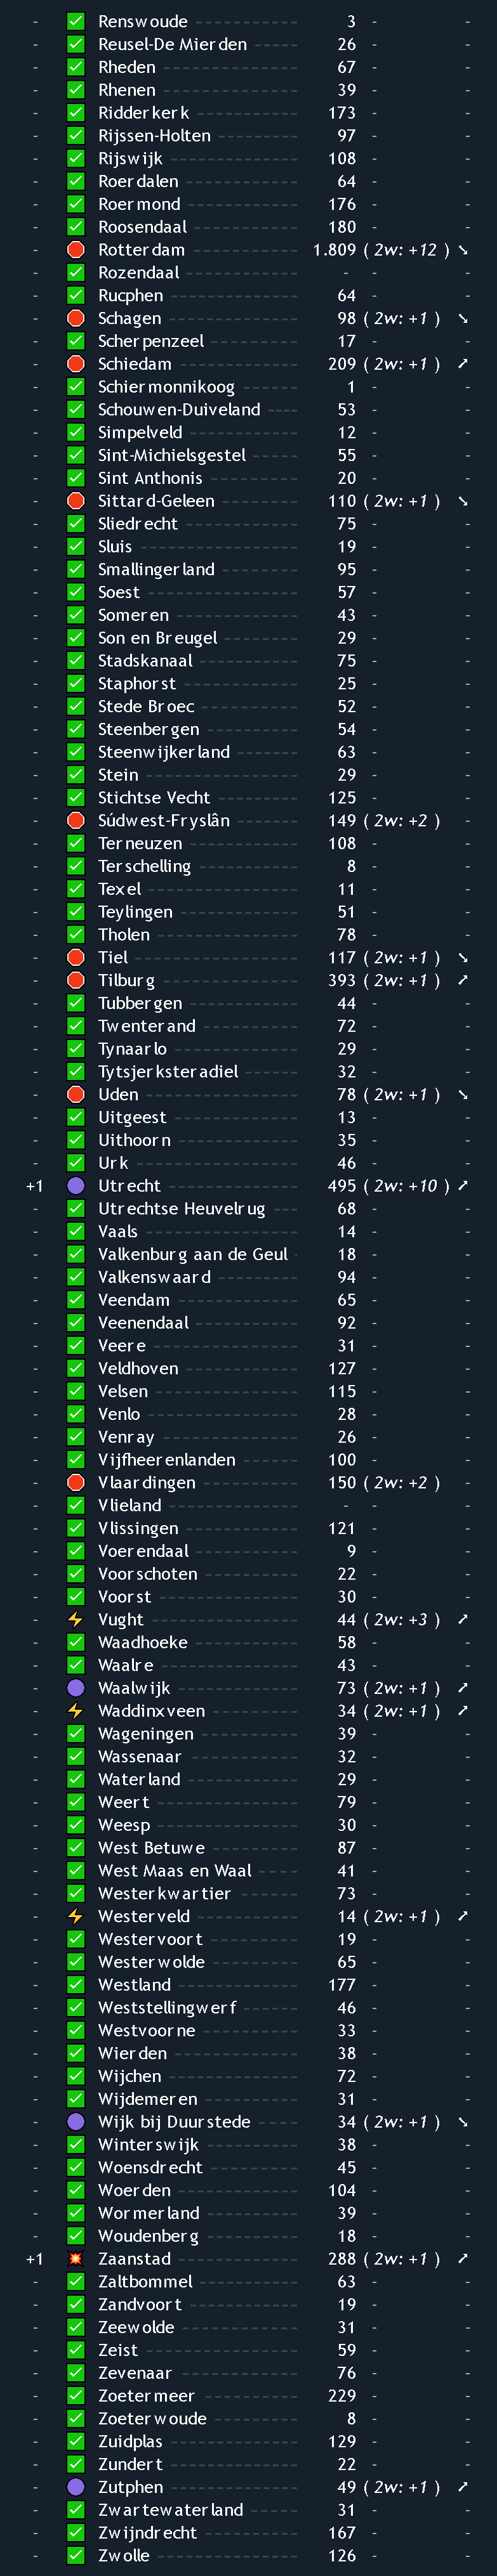 - ✅ Renswoude 3 - -
- ✅ Reusel-De Mierden 26 - -
- ✅ Rheden 67 - -
- ✅ Rhenen 39 - -
- ✅ Ridderkerk 173 - -
- ✅ Rijssen-Holten 97 - -
- ✅ Rijswijk 108 - -
- ✅ Roerdalen 64 - -
- ✅ Roermond 176 - -
- ✅ Roosendaal 180 - -
- 🛑 Rotterdam 1.809 (2w: +12) ➘
- ✅ Rozendaal - - -
- ✅ Rucphen 64 - -
- 🛑 Schagen 98 (2w: +1) ➘
- ✅ Scherpenzeel 17 - -
- 🛑 Schiedam 209 (2w: +1) ➚
- ✅ Schiermonnikoog 1 - -
- ✅ Schouwen-Duiveland 53 - -
- ✅ Simpelveld 12 - -
- ✅ Sint-Michielsgestel 55 - -
- ✅ Sint Anthonis 20 - -
- 🛑 Sittard-Geleen 110 (2w: +1) ➘
- ✅ Sliedrecht 75 - -
- ✅ Sluis 19 - -
- ✅ Smallingerland 95 - -
- ✅ Soest 57 - -
- ✅ Someren 43 - -
- ✅ Son en Breugel 29 - -
- ✅ Stadskanaal 75 - -
- ✅ Staphorst 25 - -
- ✅ Stede Broec 52 - -
- ✅ Steenbergen 54 - -
- ✅ Steenwijkerland 63 - -
- ✅ Stein 29 - -
- ✅ Stichtse Vecht 125 - -
- 🛑 Súdwest-Fryslân 149 (2w: +2) -
- ✅ Terneuzen 108 - -
- ✅ Terschelling 8 - -
- ✅ Texel 11 - -
- ✅ Teylingen 51 - -
- ✅ Tholen 78 - -
- 🛑 Tiel 117 (2w: +1) ➘
- 🛑 Tilburg 393 (2w: +1) ➚
- ✅ Tubbergen 44 - -
- ✅ Twenterand 72 - -
- ✅ Tynaarlo 29 - -
- ✅ Tytsjerksteradiel 32 - -
- 🛑 Uden 78 (2w: +1) ➘
- ✅ Uitgeest 13 - -
- ✅ Uithoorn 35 - -
- ✅ Urk 46 - -
+1 🟣 Utrecht 495 (2w: +10) ➚
- ✅ Utrechtse Heuvelrug 68 - -
- ✅ Vaals 14 - -
- ✅ Valkenburg aan de Geul 18 - -
- ✅ Valkenswaard 94 - -
- ✅ Veendam 65 - -
- ✅ Veenendaal 92 - -
- ✅ Veere 31 - -
- ✅ Veldhoven 127 - -
- ✅ Velsen 115 - -
- ✅ Venlo 28 - -
- ✅ Venray 26 - -
- ✅ Vijfheerenlanden 100 - -
- 🛑 Vlaardingen 150 (2w: +2) -
- ✅ Vlieland - - -
- ✅ Vlissingen 121 - -
- ✅ Voerendaal 9 - -
- ✅ Voorschoten 22 - -
- ✅ Voorst 30 - -
- ⚡ Vught 44 (2w: +3) ➚
- ✅ Waadhoeke 58 - -
- ✅ Waalre 43 - -
- 🟣 Waalwijk 73 (2w: +1) ➚
- ⚡ Waddinxveen 34 (2w: +1) ➚
- ✅ Wageningen 39 - -
- ✅ Wassenaar 32 - -
- ✅ Waterland 29 - -
- ✅ Weert 79 - -
- ✅ Weesp 30 - -
- ✅ West Betuwe 87 - -
- ✅ West Maas en Waal 41 - -
- ✅ Westerkwartier 73 - -
- ⚡ Westerveld 14 (2w: +1) ➚
- ✅ Westervoort 19 - -
- ✅ Westerwolde 65 - -
- ✅ Westland 177 - -
- ✅ Weststellingwerf 46 - -
- ✅ Westvoorne 33 - -
- ✅ Wierden 38 - -
- ✅ Wijchen 72 - -
- ✅ Wijdemeren 31 - -
- 🟣 Wijk bij Duurstede 34 (2w: +1) ➘
- ✅ Winterswijk 38 - -
- ✅ Woensdrecht 45 - -
- ✅ Woerden 104 - -
- ✅ Wormerland 39 - -
- ✅ Woudenberg 18 - -
+1 💥 Zaanstad 288 (2w: +1) ➚
- ✅ Zaltbommel 63 - -
- ✅ Zandvoort 19 - -
- ✅ Zeewolde 31 - -
- ✅ Zeist 59 - -
- ✅ Zevenaar 76 - -
- ✅ Zoetermeer 229 - -
- ✅ Zoeterwoude 8 - -
- ✅ Zuidplas 129 - -
- ✅ Zundert 22 - -
- 🟣 Zutphen 49 (2w: +1) ➚
- ✅ Zwartewaterland 31 - -
- ✅ Zwijndrecht 167 - -
- ✅ Zwolle 126 - -